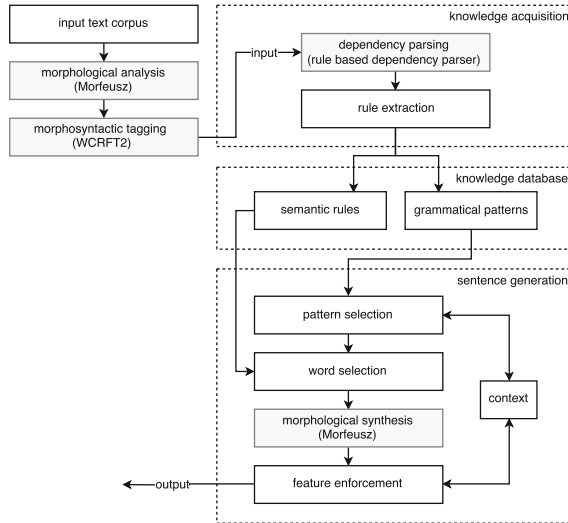 input text corpus
morphological analysis
(Morfeusz)
morphosyntactic tagging
(WCRFT2)
input
knowledge acquisition
dependency parsing
(rule based dependency parser)
rule extraction
knowledge database
semantic rules
grammatical patterns
sentence generation
pattern selection
word selection
context
morphological synthesis
(Morfeusz)
feature enforcement
output